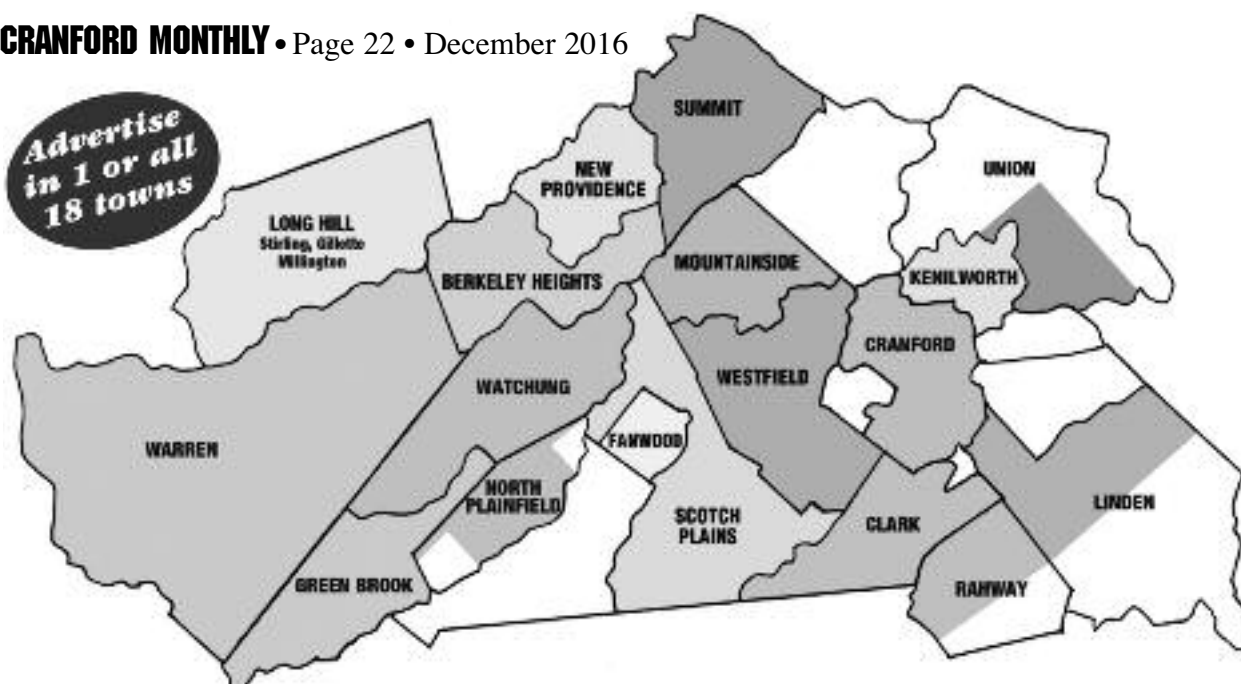 CRANFORD MONTHLY • Page 22 • December 2016
Advertise
in 1 or all
18 towns
SUMMIT
NEW
PROVIDENCE
UNION
LONG HILL
Stirling, Gillette
Millington
BERKELEY HEIGHTS
MOUNTAINSIDE
KENILWORTH
CRANFORD
WATCHUNG
WESTFIELD
WARREN
FANWOOD
NORTH
PLAINFIELD
SCOTCH
PLAINS
CLARK
LINDEN
GREEN BROOK
RAHWAY